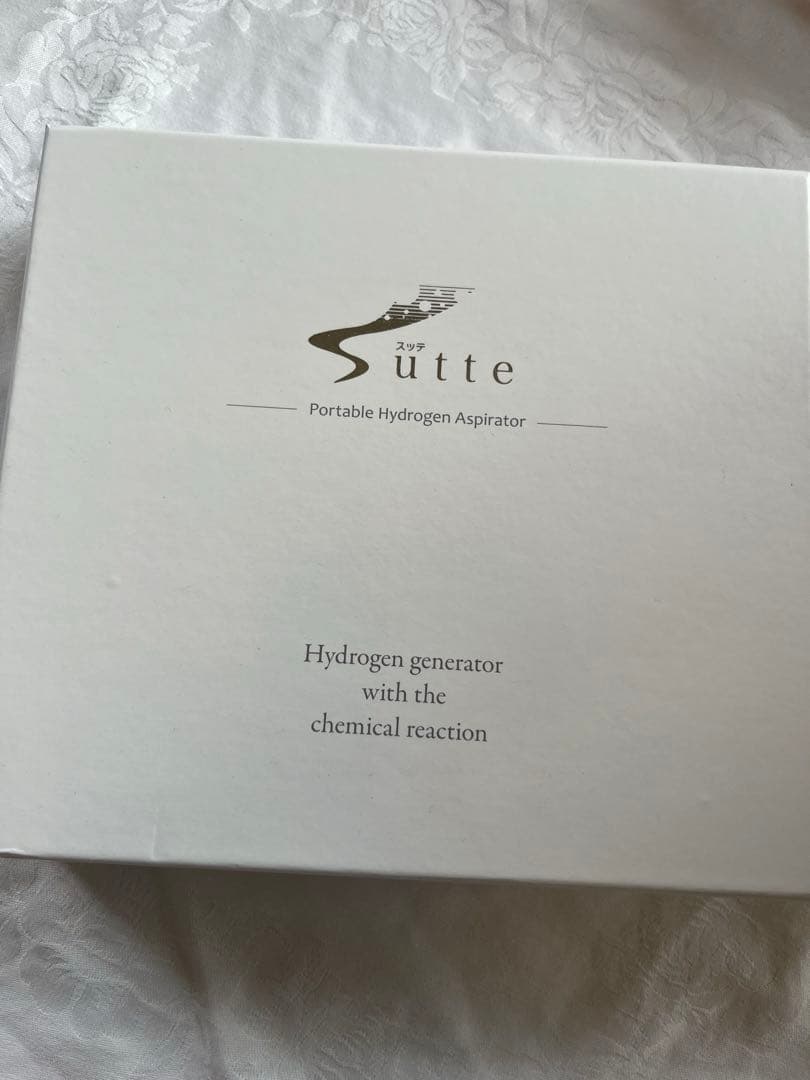 スッテ
Sutte
Portable Hydrogen Aspirator
Hydrogen generator
with the
chemical reaction